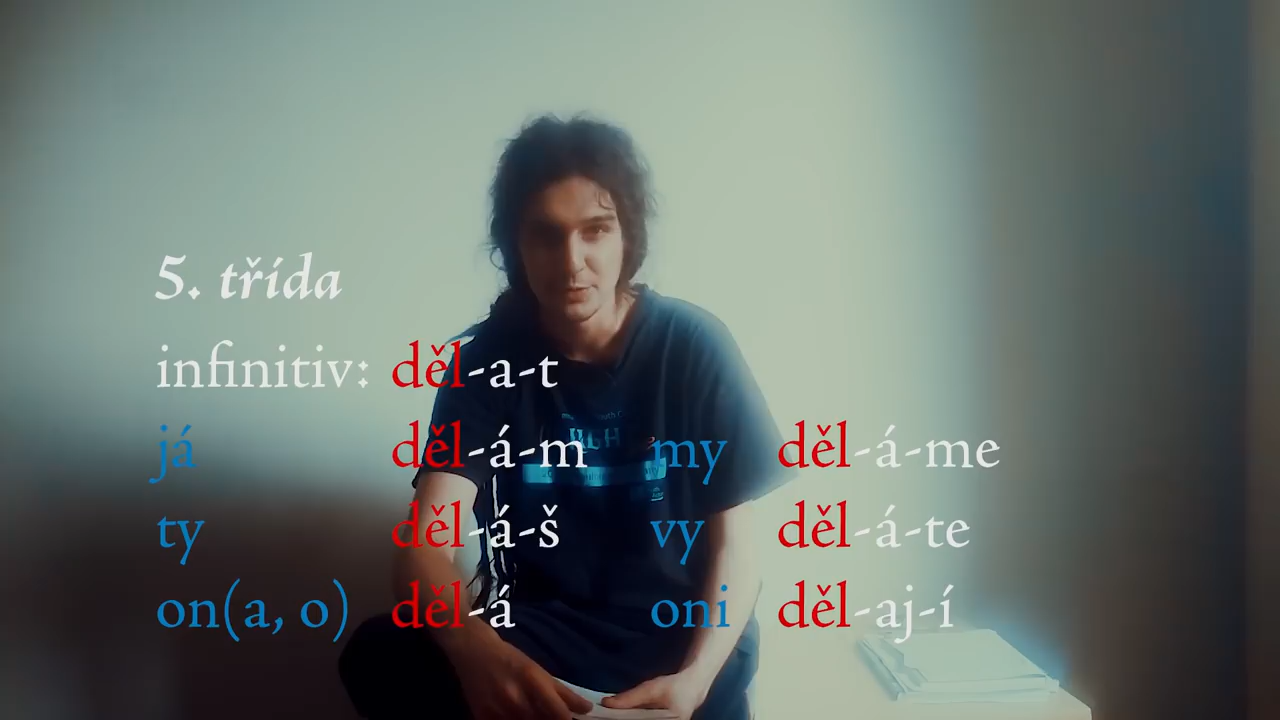 5. třída
infinitiv: děl-a-t
já děl-á-m my děl-á-me
ty děl-á-š vy děl-á-te
on(a, o) děl-á oni děl-aj-í